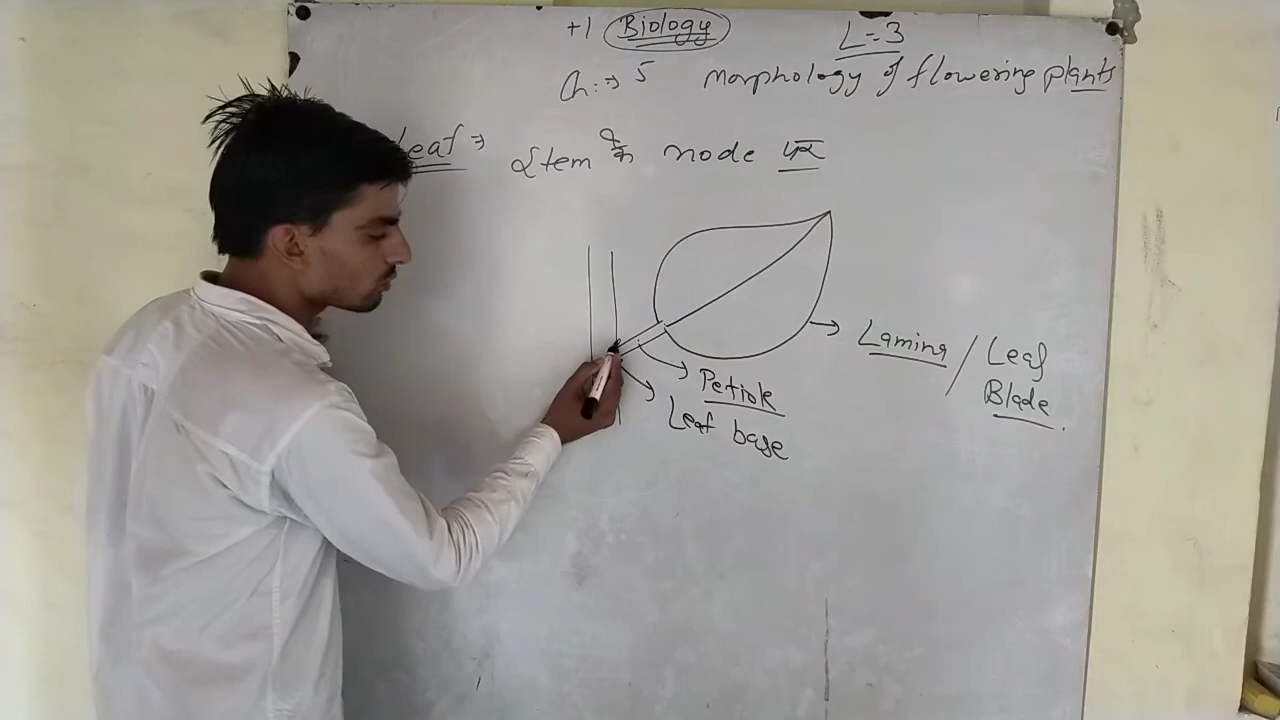 +1 Biology L=3
Ch:→ 5 Morphology of flowering plants
Leaf → Stem के node पर
→ Lamina / Leaf Blade
→ Petiole
→ Leaf base